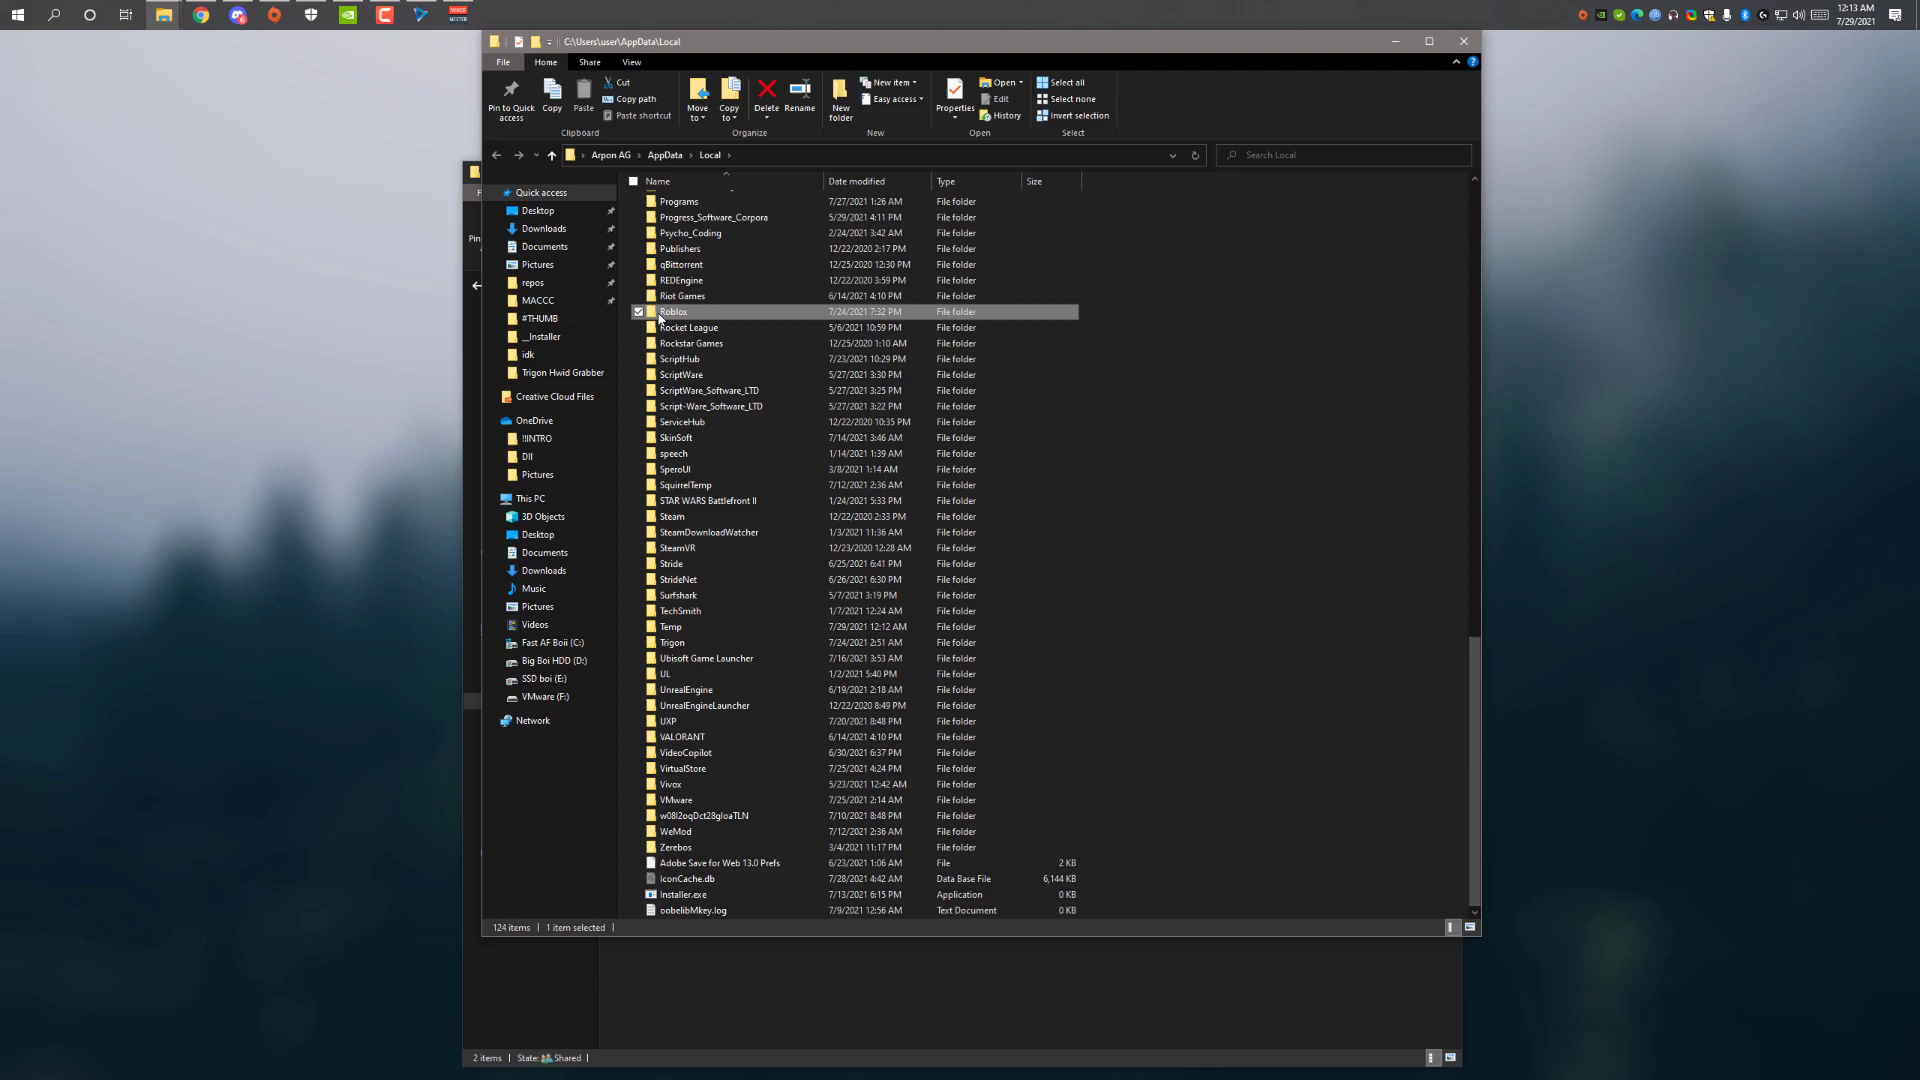 6
VOICE
MEETER
12:13 AM
7/29/2021
C:\Users\user\AppData\Local
File Home Share View
Pin to Quick access
Copy
Paste
Cut
Copy path
Paste shortcut
Clipboard
Move to
Copy to
Delete
Rename
Organize
New folder
New item
Easy access
New
Properties
Open
Edit
History
Open
Select all
Select none
Invert selection
Select
Arpon AG > AppData > Local >
Search Local
Name Date modified Type Size
Quick access
Desktop
Downloads
Documents
Pictures
repos
MACCC
#THUMB
__Installer
idk
Trigon Hwid Grabber
Creative Cloud Files
OneDrive
!!INTRO
Dll
Pictures
This PC
3D Objects
Desktop
Documents
Downloads
Music
Pictures
Videos
Fast AF Boii (C:)
Big Boi HDD (D:)
SSD boi (E:)
VMware (F:)
Network
Programs 7/27/2021 1:26 AM File folder
Progress_Software_Corpora 5/29/2021 4:11 PM File folder
Psycho_Coding 2/24/2021 3:42 AM File folder
Publishers 12/22/2020 2:17 PM File folder
qBittorrent 12/25/2020 12:30 PM File folder
REDEngine 12/22/2020 3:59 PM File folder
Riot Games 6/14/2021 4:10 PM File folder
Roblox 7/24/2021 7:32 PM File folder
Rocket League 5/6/2021 10:59 PM File folder
Rockstar Games 12/25/2020 1:10 AM File folder
ScriptHub 7/23/2021 10:29 PM File folder
ScriptWare 5/27/2021 3:30 PM File folder
ScriptWare_Software_LTD 5/27/2021 3:25 PM File folder
Script-Ware_Software_LTD 5/27/2021 3:22 PM File folder
ServiceHub 12/22/2020 10:35 PM File folder
SkinSoft 7/14/2021 3:46 AM File folder
speech 1/14/2021 1:39 AM File folder
SperoUI 3/8/2021 1:14 AM File folder
SquirrelTemp 7/12/2021 2:36 AM File folder
STAR WARS Battlefront II 1/24/2021 5:33 PM File folder
Steam 12/22/2020 2:33 PM File folder
SteamDownloadWatcher 1/3/2021 11:36 AM File folder
SteamVR 12/23/2020 12:28 AM File folder
Stride 6/25/2021 6:41 PM File folder
StrideNet 6/26/2021 6:30 PM File folder
Surfshark 5/7/2021 3:19 PM File folder
TechSmith 1/7/2021 12:24 AM File folder
Temp 7/29/2021 12:12 AM File folder
Trigon 7/24/2021 2:51 AM File folder
Ubisoft Game Launcher 7/16/2021 3:53 AM File folder
UL 1/2/2021 5:40 PM File folder
UnrealEngine 6/19/2021 2:18 AM File folder
UnrealEngineLauncher 12/22/2020 8:49 PM File folder
UXP 7/20/2021 8:48 PM File folder
VALORANT 6/14/2021 4:10 PM File folder
VideoCopilot 6/30/2021 6:37 PM File folder
VirtualStore 7/25/2021 4:24 PM File folder
Vivox 5/23/2021 12:42 AM File folder
VMware 7/25/2021 2:14 AM File folder
w08l2oqDct28gloaTLN 7/10/2021 8:48 PM File folder
WeMod 7/12/2021 2:36 AM File folder
Zerebos 3/4/2021 11:17 PM File folder
Adobe Save for Web 13.0 Prefs 6/23/2021 1:06 AM File 2 KB
IconCache.db 7/28/2021 4:42 AM Data Base File 6,144 KB
Installer.exe 7/13/2021 6:15 PM Application 0 KB
oobelibMkey.log 7/9/2021 12:56 AM Text Document 0 KB
124 items 1 item selected
2 items State: Shared